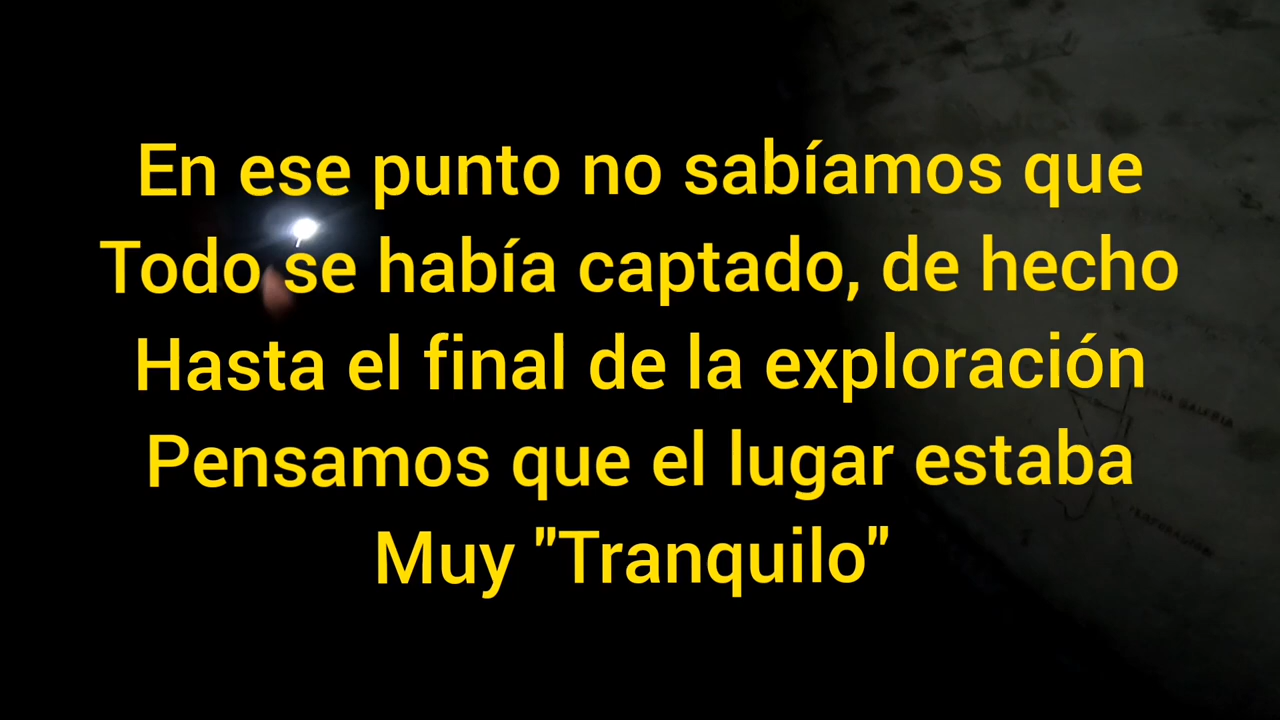 En ese punto no sabíamos que
Todo se había captado, de hecho
Hasta el final de la exploración
Pensamos que el lugar estaba
Muy "Tranquilo"